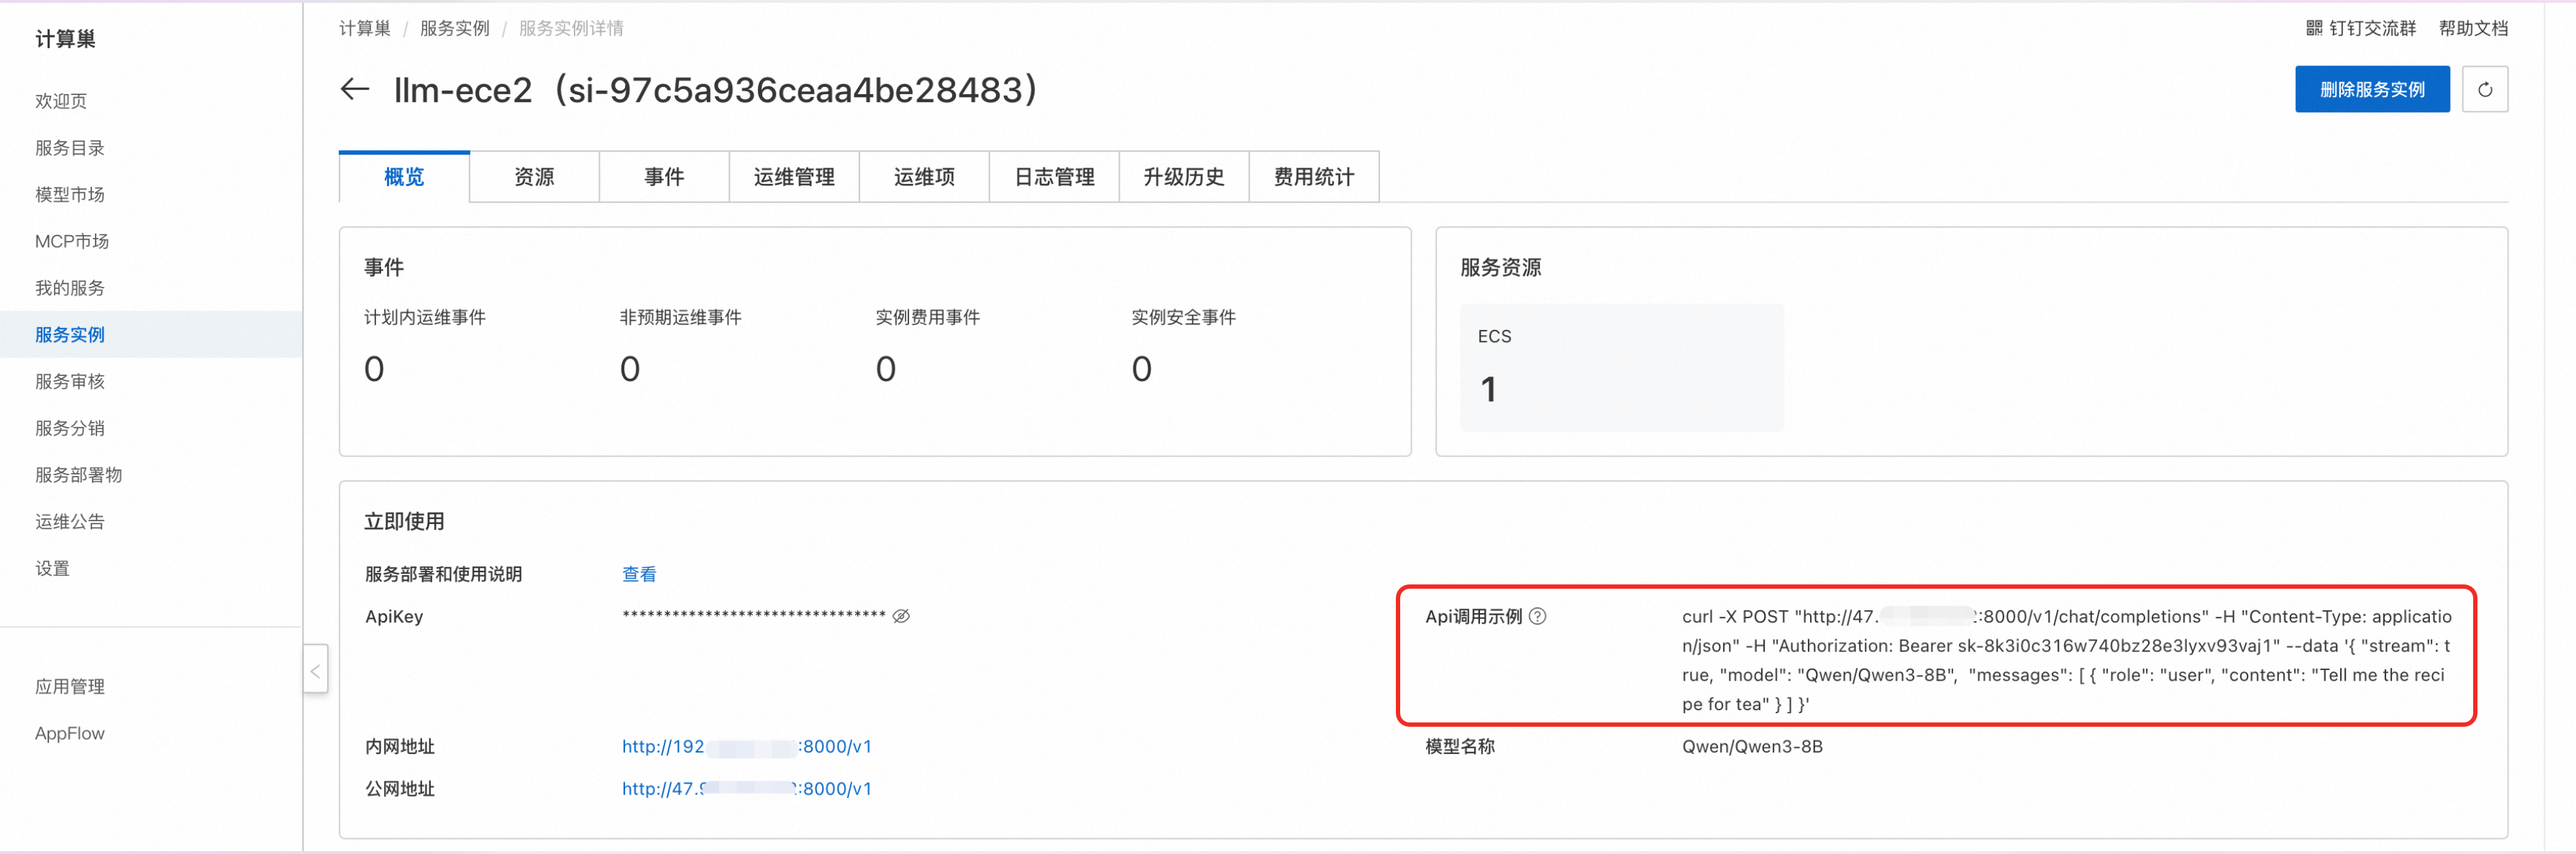 计算巢
欢迎页
服务目录
模型市场
MCP市场
我的服务
服务实例
服务审核
服务分销
服务部署物
运维公告
设置
应用管理
AppFlow
计算巢 / 服务实例 / 服务实例详情
钉钉交流群 帮助文档
llm-ece2（si-97c5a936ceaa4be28483）
删除服务实例
概览 资源 事件 运维管理 运维项 日志管理 升级历史 费用统计
事件
计划内运维事件 非预期运维事件 实例费用事件 实例安全事件
0 0 0 0
服务资源
ECS
1
立即使用
服务部署和使用说明 查看
ApiKey ********************************
Api调用示例
curl -X POST "http://47. :8000/v1/chat/completions" -H "Content-Type: applicatio
n/json" -H "Authorization: Bearer sk-8k3i0c316w740bz28e3lyxv93vaj1" --data '{ "stream": t
rue, "model": "Qwen/Qwen3-8B", "messages": [ { "role": "user", "content": "Tell me the reci
pe for tea" } ] }'
内网地址 http://192 :8000/v1
模型名称 Qwen/Qwen3-8B
公网地址 http://47.9 :8000/v1